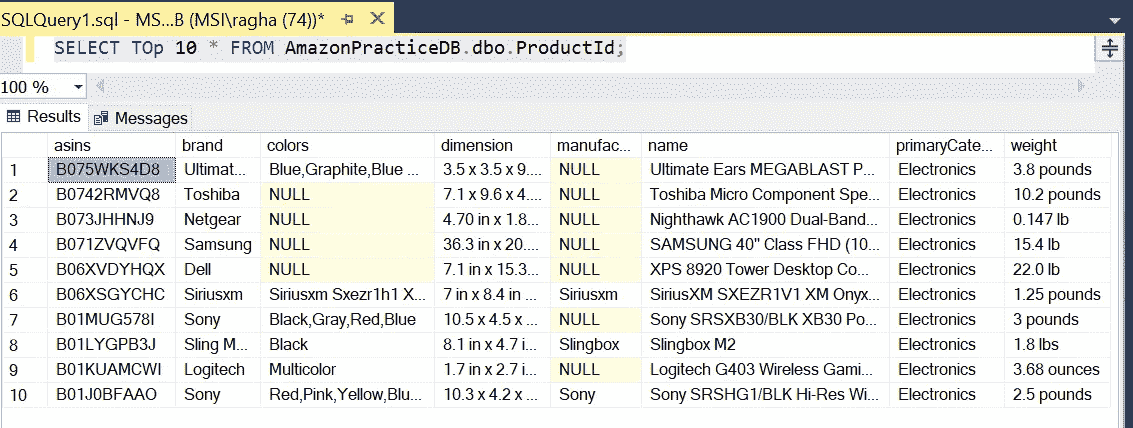 SQLQuery1.sql - MS...B (MSI\ragha (74))*
SELECT TOp 10 * FROM AmazonPracticeDB.dbo.ProductId;
100 %
Results Messages
asins brand colors dimension manufac... name primaryCate... weight
1 B075WKS4D8 Ultimat... Blue,Graphite,Blue ... 3.5 x 3.5 x 9.... NULL Ultimate Ears MEGABLAST P... Electronics 3.8 pounds
2 B0742RMVQ8 Toshiba NULL 7.1 x 9.6 x 4.... NULL Toshiba Micro Component Spe... Electronics 10.2 pounds
3 B073JHHNJ9 Netgear NULL 4.70 in x 1.8... NULL Nighthawk AC1900 Dual-Band... Electronics 0.147 lb
4 B071ZVQVFQ Samsung NULL 36.3 in x 20.... NULL SAMSUNG 40" Class FHD (10... Electronics 15.4 lb
5 B06XVDYHQX Dell NULL 7.1 in x 15.3... NULL XPS 8920 Tower Desktop Co... Electronics 22.0 lb
6 B06XSGYCHC Siriusxm Siriusxm Sxezr1h1 X... 7 in x 8.4 in ... Siriusxm SiriusXM SXEZR1V1 XM Onyx... Electronics 1.25 pounds
7 B01MUG578I Sony Black,Gray,Red,Blue 10.5 x 4.5 x ... NULL Sony SRSXB30/BLK XB30 Po... Electronics 3 pounds
8 B01LYGPB3J Sling M... Black 8.1 in x 4.7 i... Slingbox Slingbox M2 Electronics 1.8 lbs
9 B01KUAMCWI Logitech Multicolor 1.7 in x 2.7 i... NULL Logitech G403 Wireless Gami... Electronics 3.68 ounces
10 B01J0BFAAO Sony Red,Pink,Yellow,Blu... 10.3 x 4.2 x ... Sony Sony SRSHG1/BLK Hi-Res Wi... Electronics 2.5 pounds